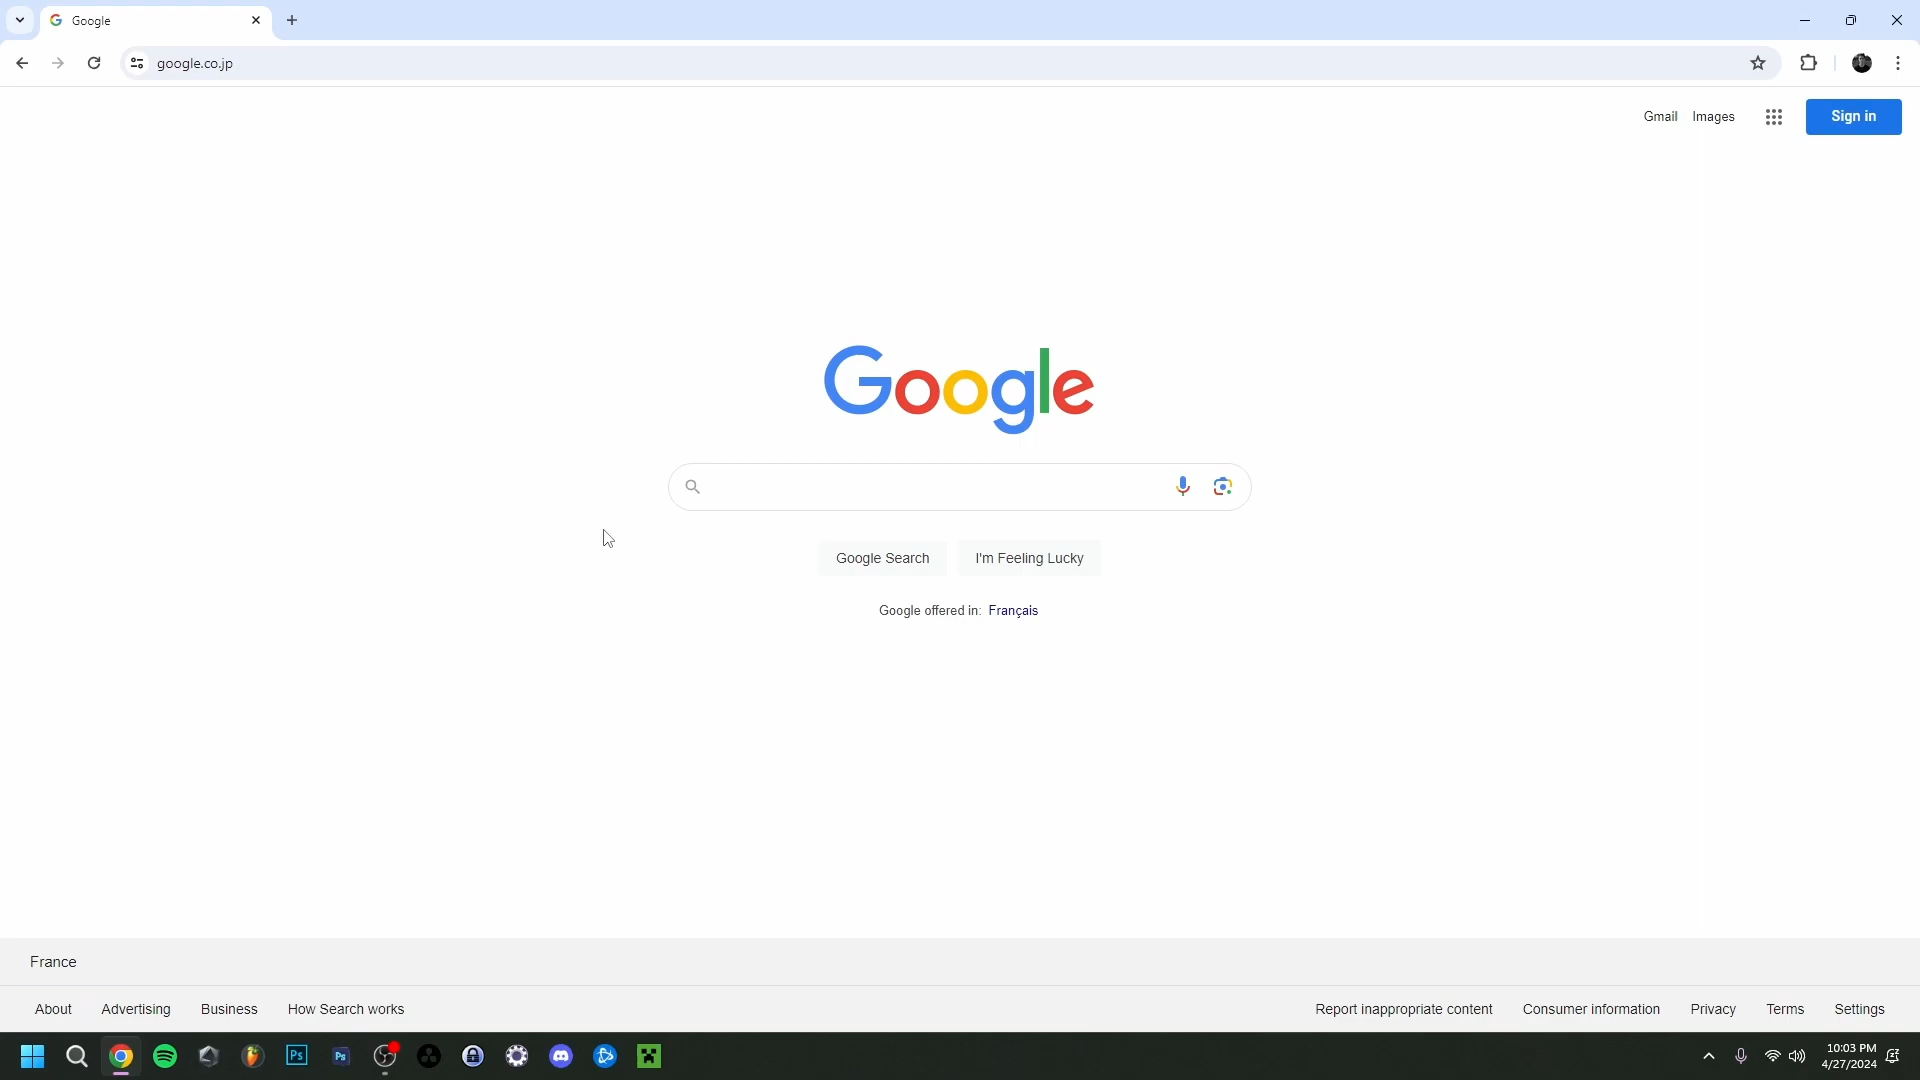 Google
google.co.jp
Gmail Images Sign in
Google
Google Search I'm Feeling Lucky
Google offered in: Français
France
About Advertising Business How Search works Report inappropriate content Consumer information Privacy Terms Settings
Ps Ps 10:03 PM
4/27/2024